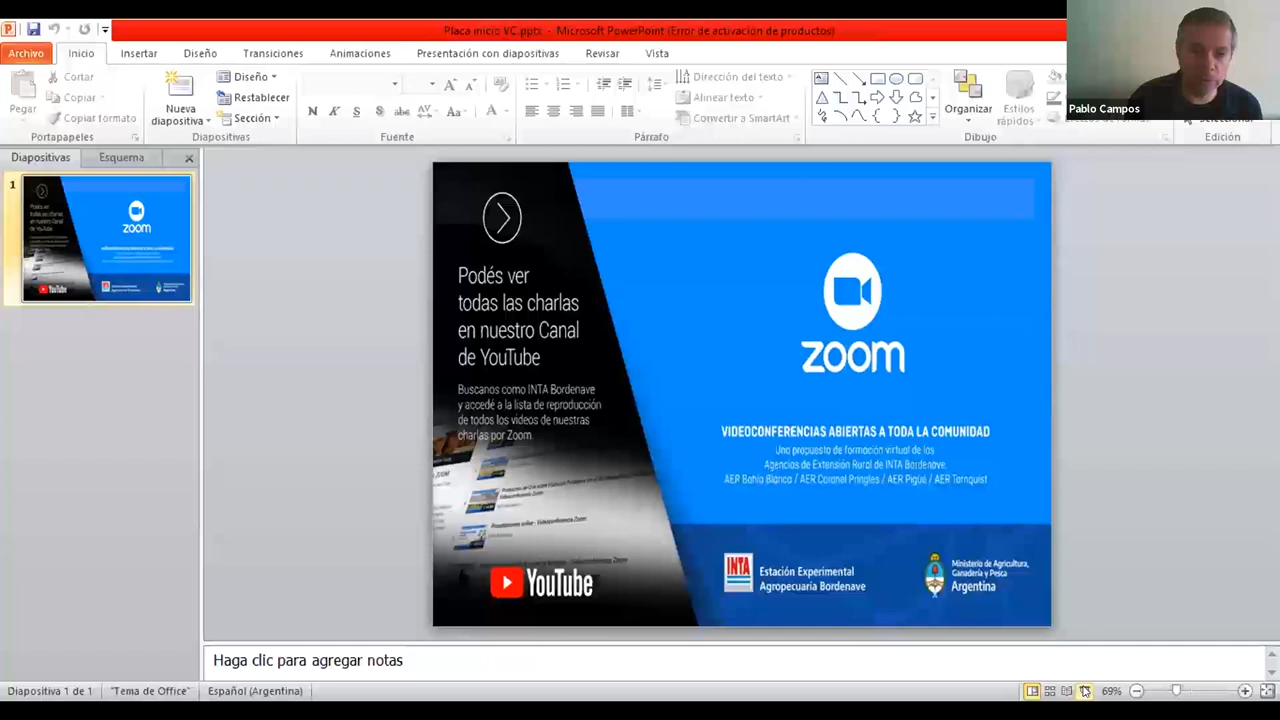 Placa inicio VC.pptx - Microsoft PowerPoint (Error de activación de productos)
Archivo Inicio Insertar Diseño Transiciones Animaciones Presentación con diapositivas Revisar Vista
Pegar
Cortar
Copiar
Copiar formato
Portapapeles
Nueva
diapositiva
Diseño
Restablecer
Sección
Diapositivas
N K S S abc AV Aa A
Fuente
Dirección del texto
Alinear texto
Convertir a SmartArt
Párrafo
Organizar
Estilos
rápidos
Dibujo
Edición
Pablo Campos
Diapositivas Esquema
1
Podés ver
todas las charlas
en nuestro Canal
de YouTube
Buscanos como INTA Bordenave
y accedé a la lista de reproducción
de todos los videos de nuestras
charlas por Zoom.
YouTube
zoom
VIDEOCONFERENCIAS ABIERTAS A TODA LA COMUNIDAD
Una propuesta de formación virtual de las
Agencias de Extensión Rural de INTA Bordenave.
AER Bahía Blanca / AER Coronel Pringles / AER Pigüé / AER Tornquist
INTA
Estación Experimental
Agropecuaria Bordenave
Ministerio de Agricultura,
Ganadería y Pesca
Argentina
Haga clic para agregar notas
Diapositiva 1 de 1 "Tema de Office" Español (Argentina) 69%